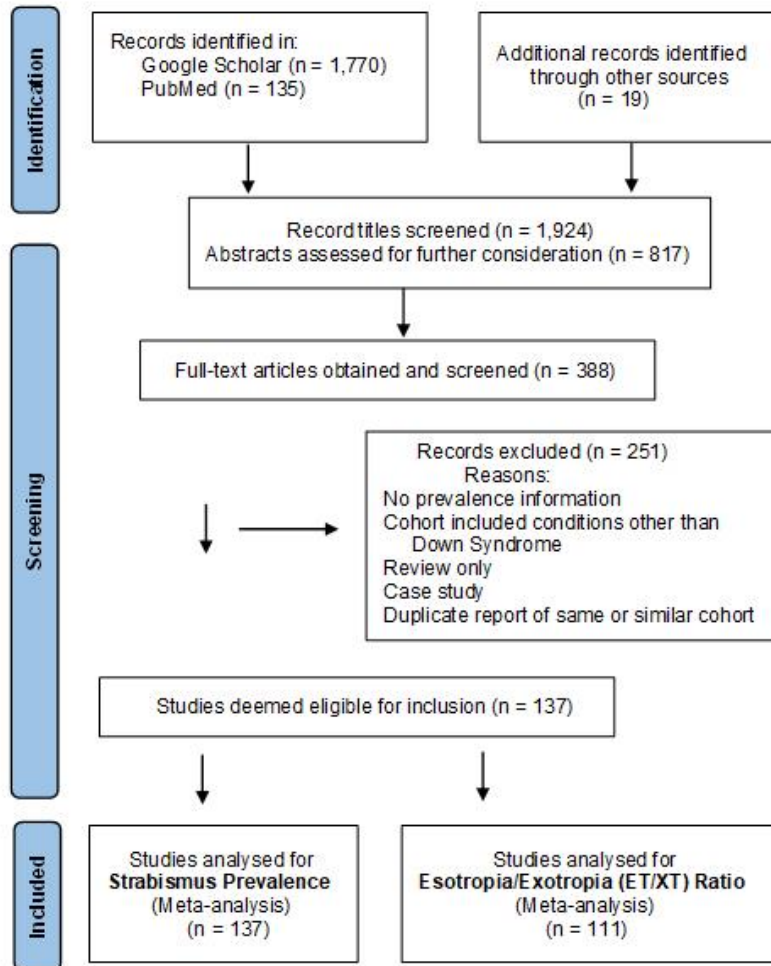 Identification
Records identified in:
Google Scholar (n = 1,770)
PubMed (n = 135)
Additional records identified
through other sources
(n = 19)
Screening
Record titles screened (n = 1,924)
Abstracts assessed for further consideration (n = 817)
Full-text articles obtained and screened (n = 388)
Records excluded (n = 251)
Reasons:
No prevalence information
Cohort included conditions other than
Down Syndrome
Review only
Case study
Duplicate report of same or similar cohort
Studies deemed eligible for inclusion (n = 137)
Included
Studies analysed for
Strabismus Prevalence
(Meta-analysis)
(n = 137)
Studies analysed for
Esotropia/Exotropia (ET/XT) Ratio
(Meta-analysis)
(n = 111)